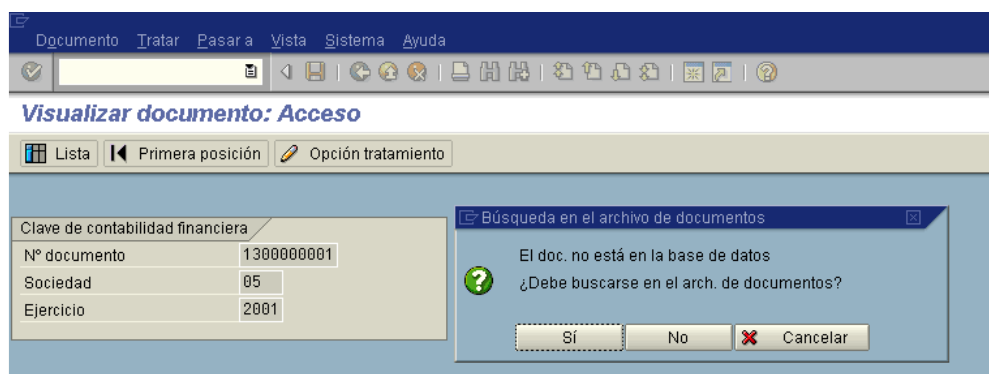 Documento Tratar Pasar a Vista Sistema Ayuda
Visualizar documento: Acceso
Lista Primera posición Opción tratamiento
Clave de contabilidad financiera
Nº documento 1300000001
Sociedad 05
Ejercicio 2001
Búsqueda en el archivo de documentos
El doc. no está en la base de datos
¿Debe buscarse en el arch. de documentos?
Sí No Cancelar